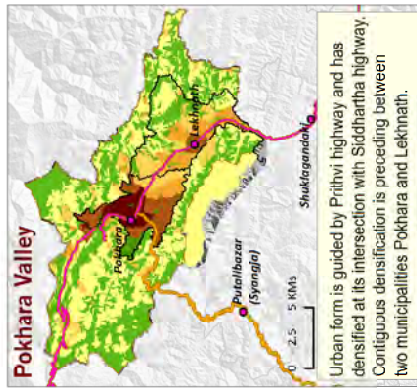 Pokhara Valley
Pokhara
Lekhnath
Putalibazar
(Syangja)
Shuklagandaki
0 2.5 5 KMs
Urban form is guided by Prithvi highway and has
densified at its intersection with Siddhartha highway.
Contiguous densification is preceding between
two municipalities Pokhara and Lekhnath.